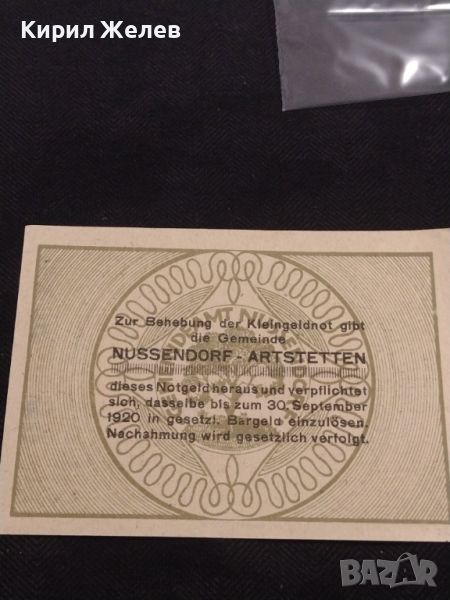 Кирил Желев
Zur Behebung der Kleingeldnot gibt
die Gemeinde
NUSSENDORF - ARTSTETTEN
dieses Notgeld heraus und verpflichtet
sich, dasselbe bis zum 30. September
1920 in gesetzl. Bargeld einzulösen.
Nachahmung wird gesetzlich verfolgt.
BAZAR